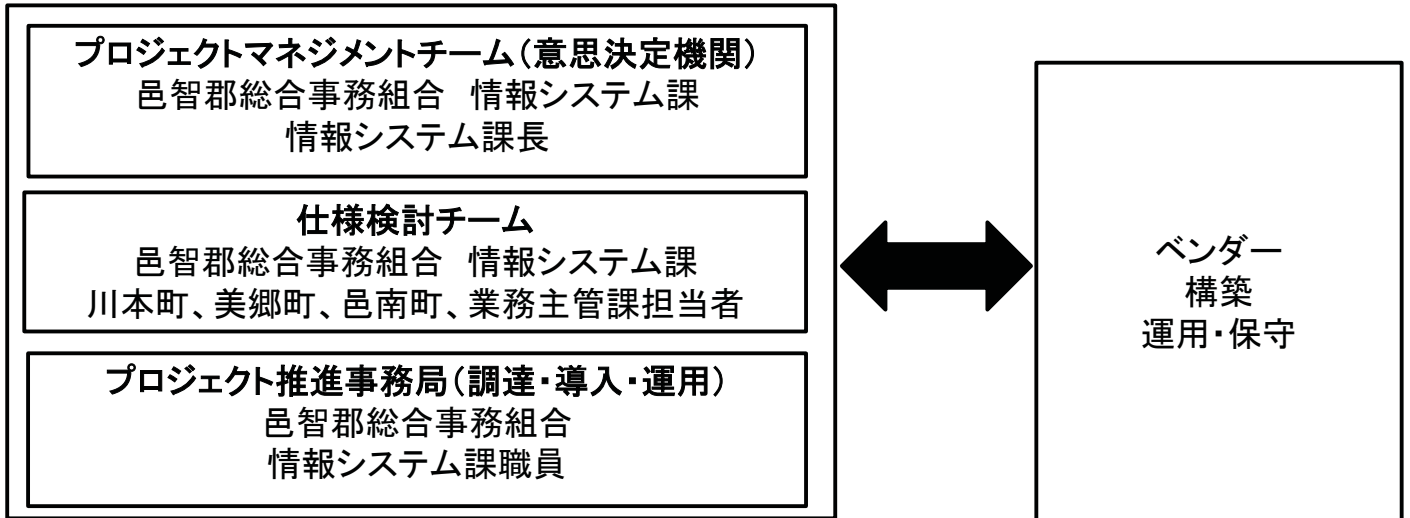 プロジェクトマネジメントチーム（意思決定機関）
邑智郡総合事務組合　情報システム課
情報システム課長
仕様検討チーム
邑智郡総合事務組合　情報システム課
川本町、美郷町、邑南町、業務主管課担当者
プロジェクト推進事務局（調達・導入・運用）
邑智郡総合事務組合
情報システム課職員
ベンダー
構築
運用・保守